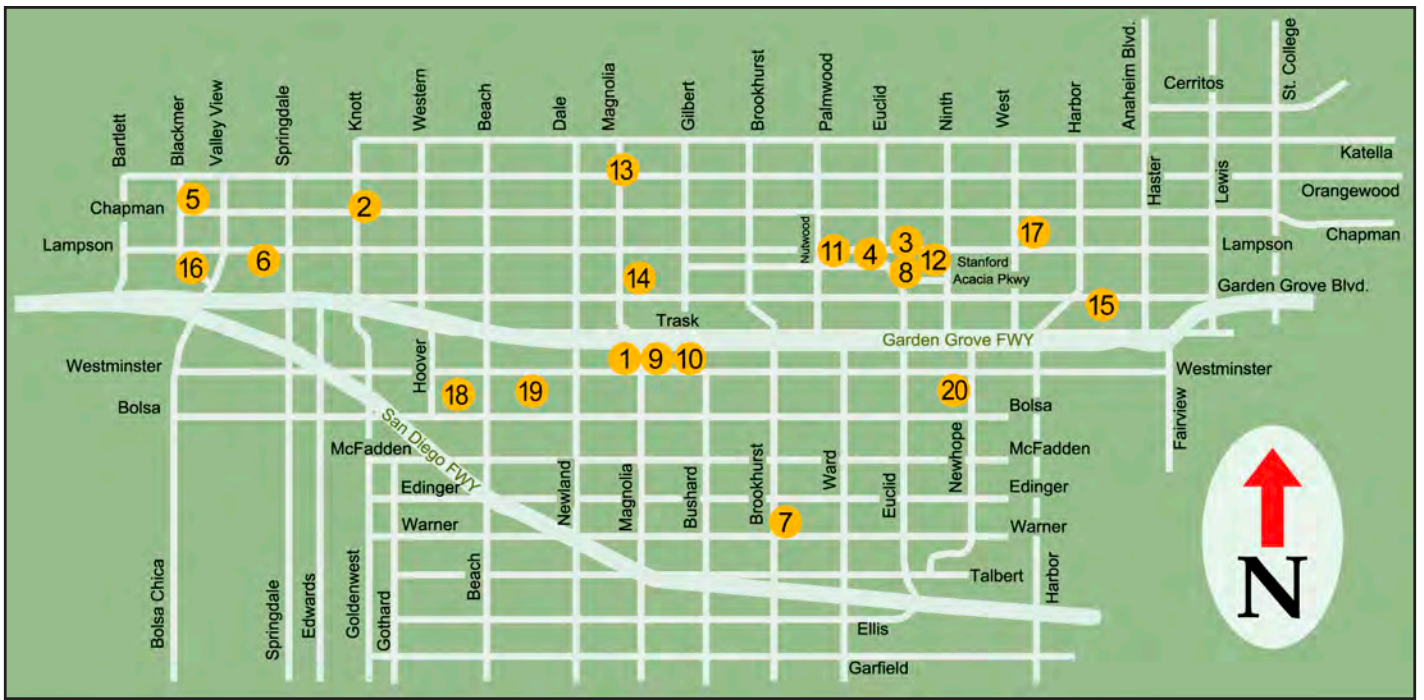 Bartlett
Blackmer
Valley View
Springdale
Knott
Western
Beach
Dale
Magnolia
Gilbert
Brookhurst
Palmwood
Euclid
Ninth
West
Harbor
Anaheim Blvd.
Cerritos
St. College
Katella
13
Haster
Lewis
Orangewood
5
2
Chapman
Lampson
Nutwood
11
4
3
12
17
Lampson
Chapman
16
6
14
8
Stanford
Acacia Pkwy
Garden Grove Blvd.
15
Trask
Garden Grove FWY
Westminster
Hoover
1
9
10
Westminster
Bolsa
18
19
20
Bolsa
Fairview
San Diego FWY
McFadden
McFadden
Edinger
Newland
Magnolia
Bushard
Brookhurst
Ward
Euclid
Newhope
Edinger
Warner
7
Warner
Bolsa Chica
Springdale
Edwards
Goldenwest
Gothard
Beach
Talbert
Harbor
Ellis
Garfield
N